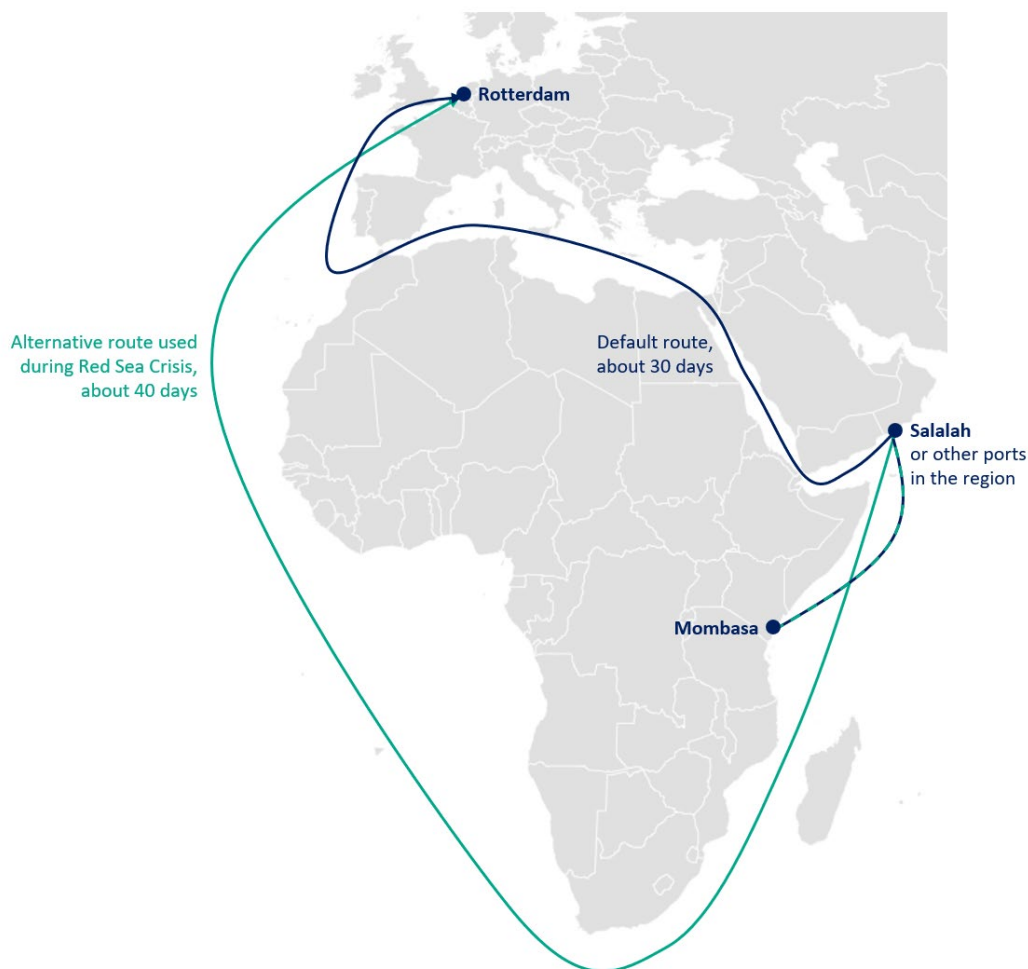 Rotterdam
Alternative route used
during Red Sea Crisis,
about 40 days
Default route,
about 30 days
Salalah
or other ports
in the region
Mombasa